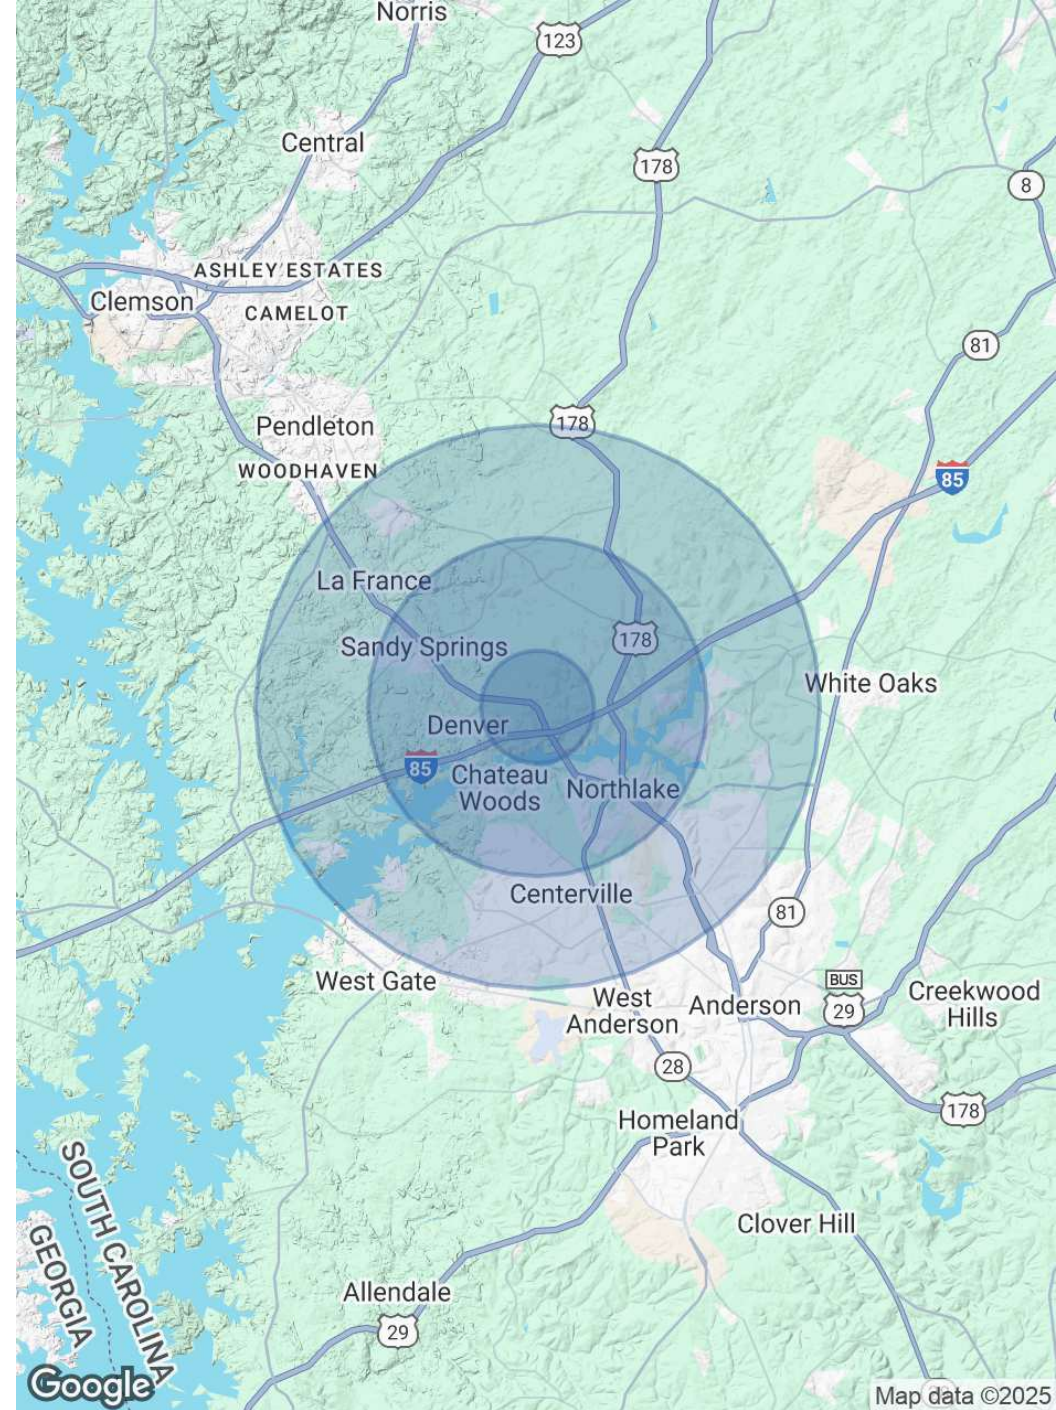 Norris
123
Central
178
8
ASHLEY ESTATES
Clemson
CAMELOT
81
178
Pendleton
WOODHAVEN
85
La France
178
Sandy Springs
White Oaks
Denver
85
Chateau
Woods
Northlake
Centerville
81
West Gate
BUS
29
West
Anderson
Anderson
Creekwood
Hills
28
178
Homeland
Park
SOUTH CAROLINA
GEORGIA
Clover Hill
Allendale
29
Google
Map data ©2025